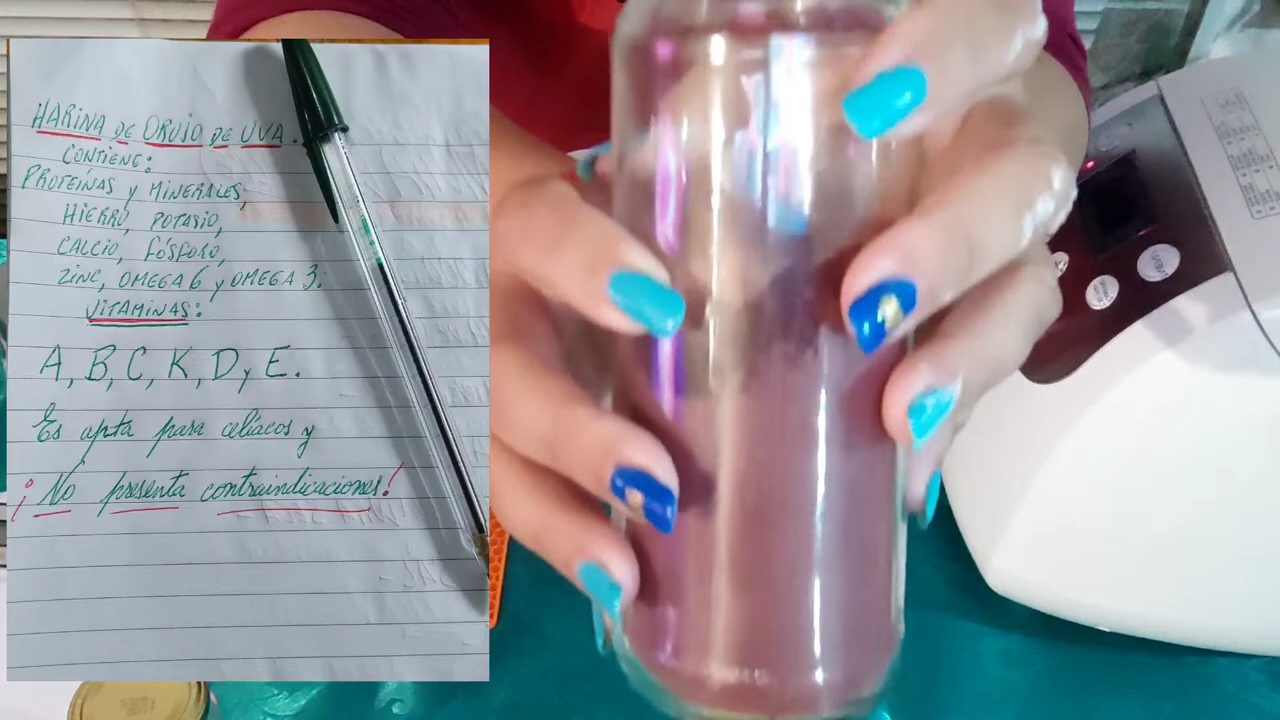 HARINA DE ORUJO DE UVA.
CONTIENE:
PROTEÍNAS y MINERALES,
HIERRO, POTASIO,
CALCIO, FÓSFORO,
ZINC, OMEGA 6 y OMEGA 3:
VITAMINAS:
A, B, C, K, D, y E.
Es apta para celíacos y
¡No presenta contraindicaciones!